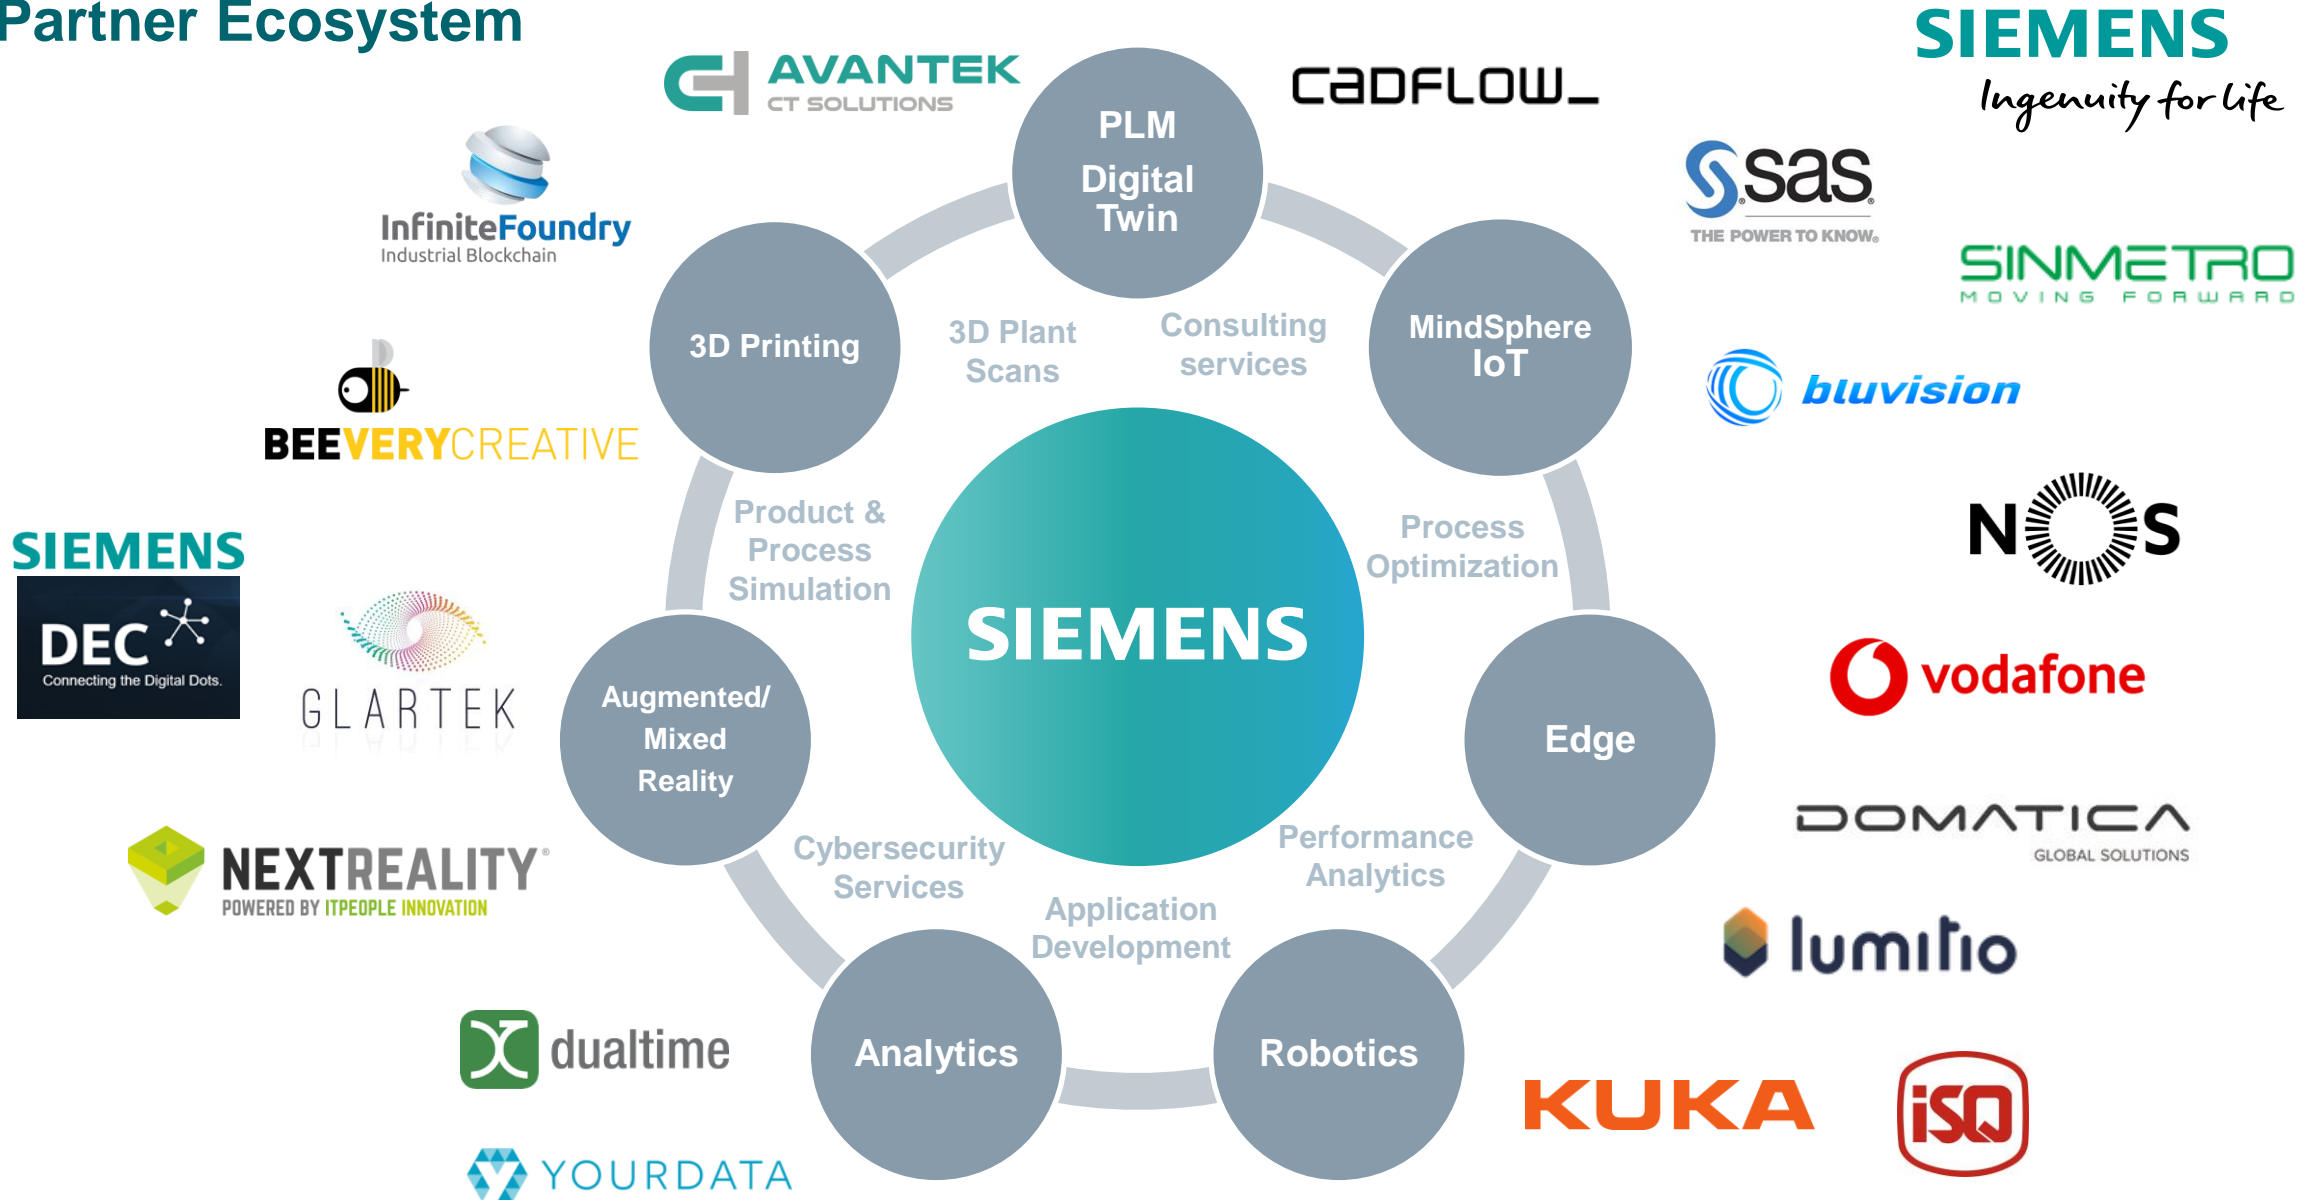 Partner Ecosystem
SIEMENS
Ingenuity for life
AVANTEK
CT SOLUTIONS
CADFLOW_
PLM
Digital
Twin
InfiniteFoundry
Industrial Blockchain
sas
THE POWER TO KNOW®
SINMETRO
MOVING FORWARD
3D Printing
3D Plant
Scans
Consulting
services
MindSphere
IoT
bluvision
BEEVERYCREATIVE
NOS
Product &
Process
Simulation
Process
Optimization
SIEMENS
DEC
Connecting the Digital Dots.
GLARTEK
SIEMENS
vodafone
Augmented/
Mixed
Reality
Edge
DOMATICA
GLOBAL SOLUTIONS
NEXTREALITY®
POWERED BY ITPEOPLE INNOVATION
Cybersecurity
Services
Performance
Analytics
Application
Development
lumitio
dualtime
Analytics
Robotics
KUKA
iSQ
YOURDATA